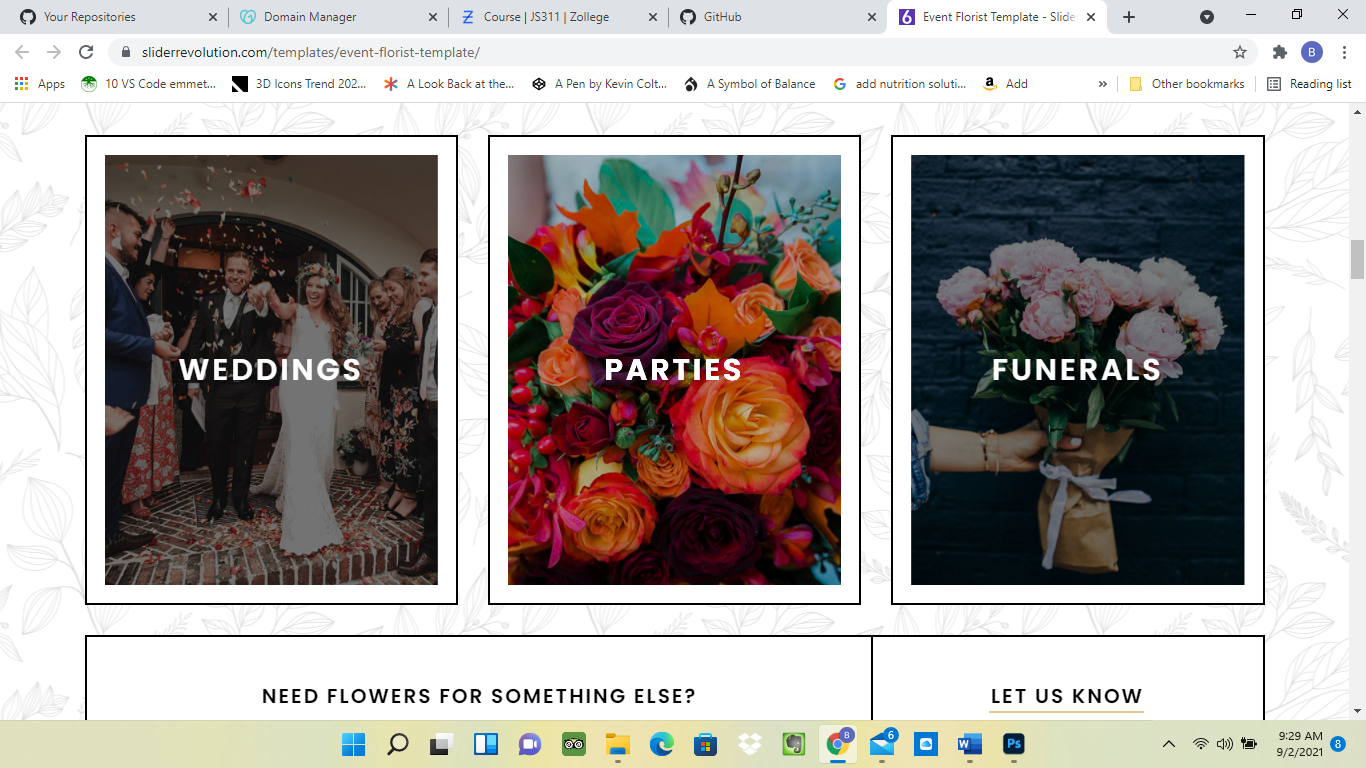 Your Repositories
Domain Manager
Course | JS311 | Zollege
GitHub
Event Florist Template - Slide
sliderrevolution.com/templates/event-florist-template/
B
Apps
10 VS Code emmet...
3D Icons Trend 202...
A Look Back at the...
A Pen by Kevin Colt...
A Symbol of Balance
add nutrition soluti...
Add
»
Other bookmarks
Reading list
WEDDINGS
PARTIES
FUNERALS
NEED FLOWERS FOR SOMETHING ELSE?
LET US KNOW
B
6
W
Ps
9:29 AM
9/2/2021
8